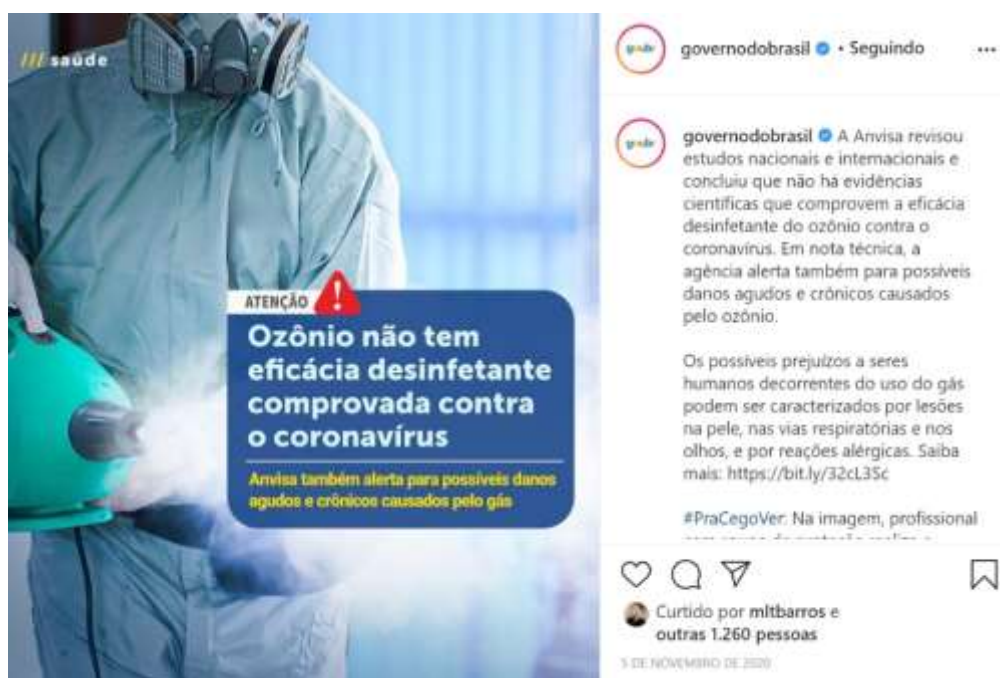 /// saúde
ATENÇÃO
Ozônio não tem
eficácia desinfetante
comprovada contra
o coronavírus
Anvisa também alerta para possíveis danos
agudos e crônicos causados pelo gás
governodobrasil • Seguindo
governodobrasil A Anvisa revisou
estudos nacionais e internacionais e
concluiu que não há evidências
científicas que comprovem a eficácia
desinfetante do ozônio contra o
coronavírus. Em nota técnica, a
agência alerta também para possíveis
danos agudos e crônicos causados
pelo ozônio.
Os possíveis prejuízos a seres
humanos decorrentes do uso do gás
podem ser caracterizados por lesões
na pele, nas vias respiratórias e nos
olhos, e por reações alérgicas. Saiba
mais: https://bit.ly/32cL3Sc
#PraCegoVer: Na imagem, profissional
Curtido por mltbarros e
outras 1.260 pessoas
5 DE NOVEMBRO DE 2020